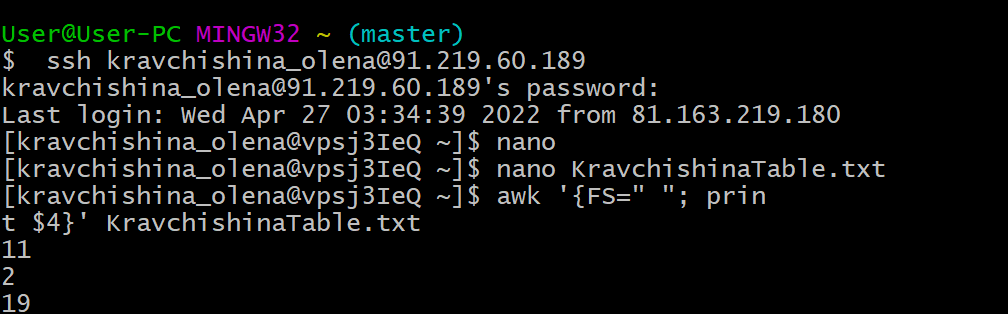 User@User-PC MINGW32 ~ (master)
$  ssh kravchishina_olena@91.219.60.189
kravchishina_olena@91.219.60.189's password:
Last login: Wed Apr 27 03:34:39 2022 from 81.163.219.180
[kravchishina_olena@vpsj3IeQ ~]$ nano
[kravchishina_olena@vpsj3IeQ ~]$ nano KravchishinaTable.txt
[kravchishina_olena@vpsj3IeQ ~]$ awk '{FS=" "; prin
t $4}' KravchishinaTable.txt
11
2
19